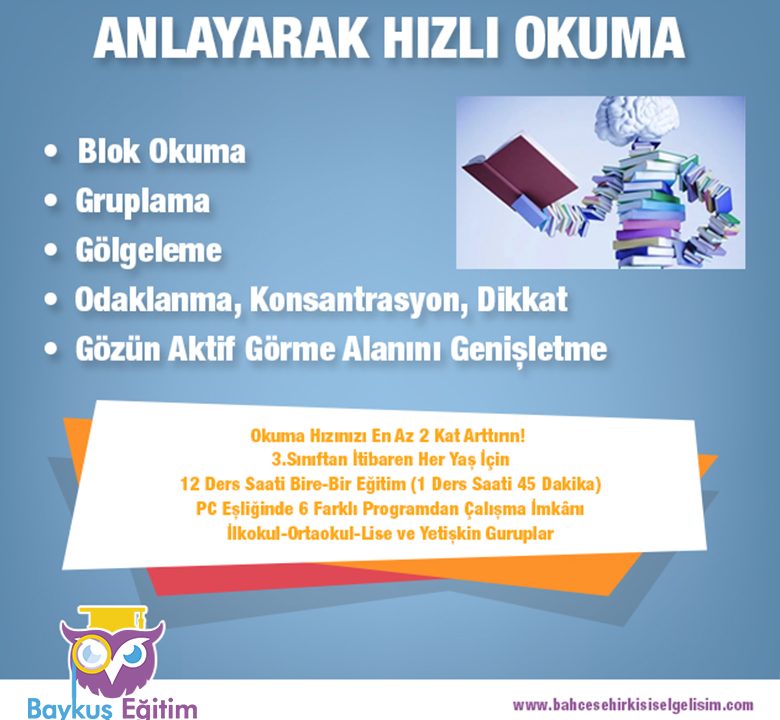 ANLAYARAK HIZLI OKUMA
• Blok Okuma
• Gruplama
• Gölgeleme
• Odaklanma, Konsantrasyon, Dikkat
• Gözün Aktif Görme Alanını Genişletme
Okuma Hızınızı En Az 2 Kat Arttırın!
3.Sınıftan İtibaren Her Yaş İçin
12 Ders Saati Bire-Bir Eğitim (1 Ders Saati 45 Dakika)
PC Eşliğinde 6 Farklı Programdan Çalışma İmkânı
İlkokul-Ortaokul-Lise ve Yetişkin Guruplar
Baykuş Eğitim
www.bahcesehirkisiselgelisim.com